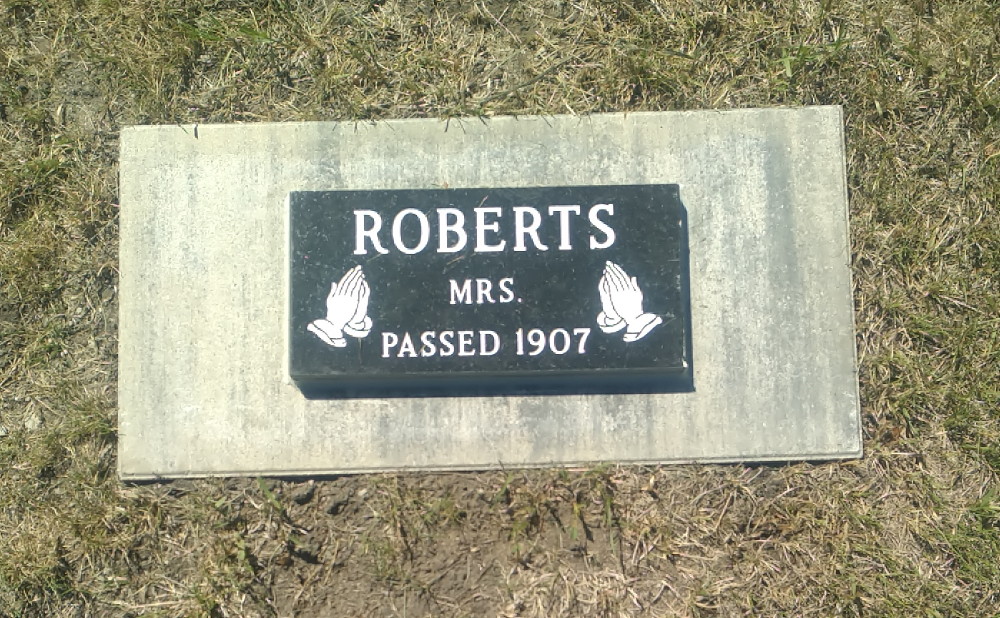 ROBERTS
MRS.
PASSED 1907